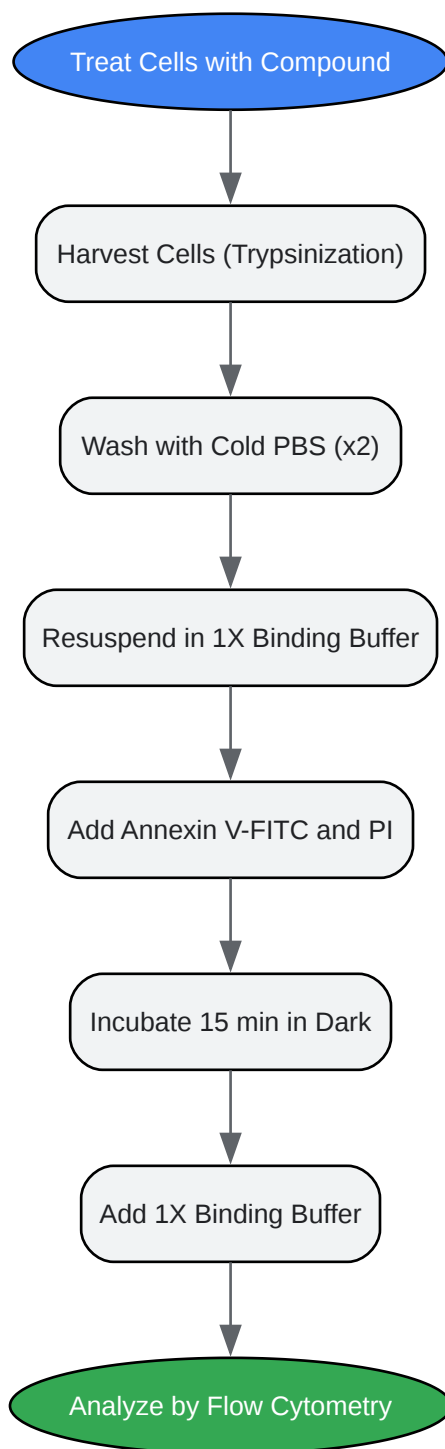 Treat Cells with Compound
Harvest Cells (Trypsinization)
Wash with Cold PBS (x2)
Resuspend in 1X Binding Buffer
Add Annexin V-FITC and PI
Incubate 15 min in Dark
Add 1X Binding Buffer
Analyze by Flow Cytometry